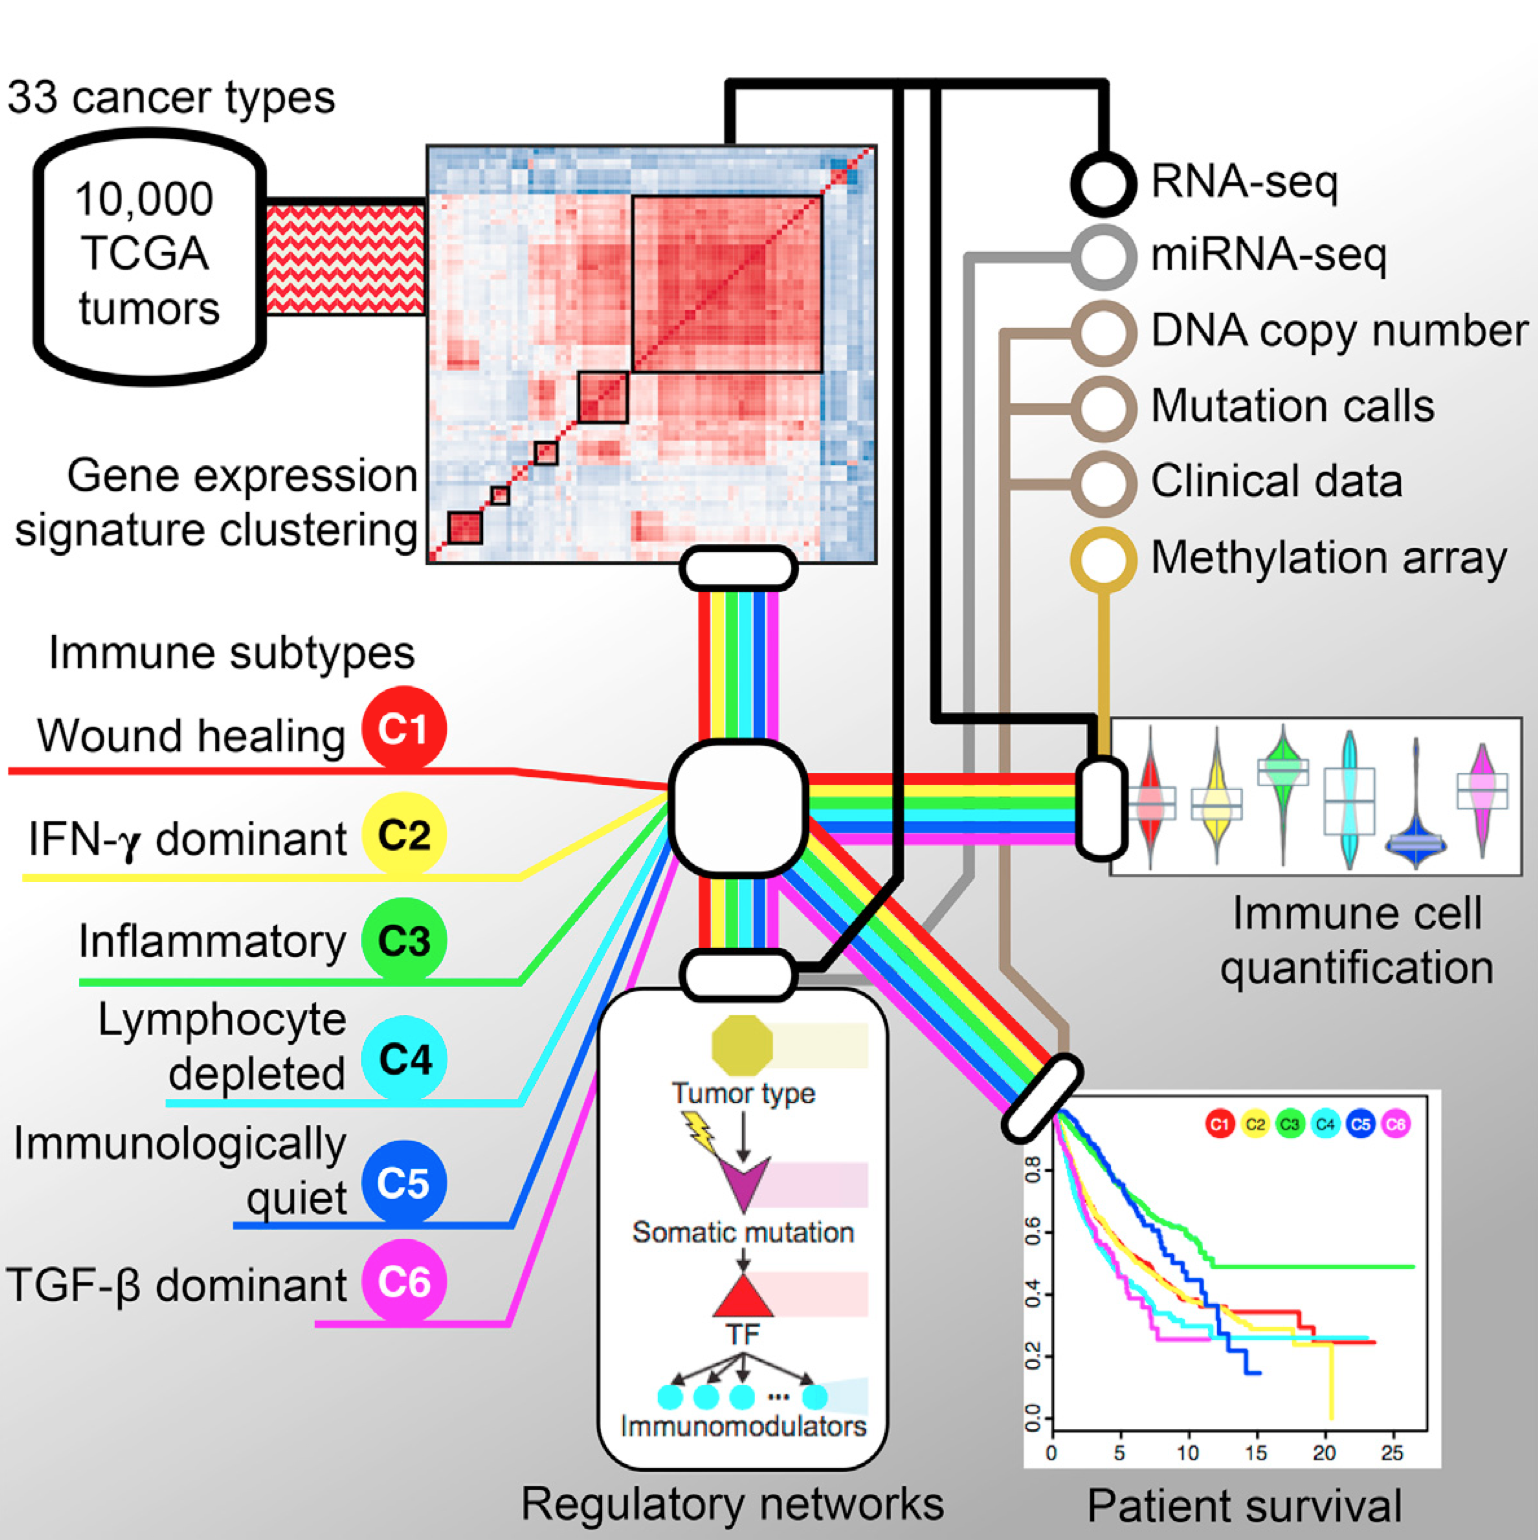 33 cancer types
10,000
TCGA
tumors
Gene expression
signature clustering
RNA-seq
miRNA-seq
DNA copy number
Mutation calls
Clinical data
Methylation array
Immune subtypes
Wound healing C1
IFN-γ dominant C2
Inflammatory C3
Lymphocyte
depleted C4
Immunologically
quiet C5
TGF-β dominant C6
Immune cell
quantification
Tumor type
Somatic mutation
TF
...
Immunomodulators
Regulatory networks
C1 C2 C3 C4 C5 C6
0.8
0.6
0.4
0.2
0.0
0 5 10 15 20 25
Patient survival